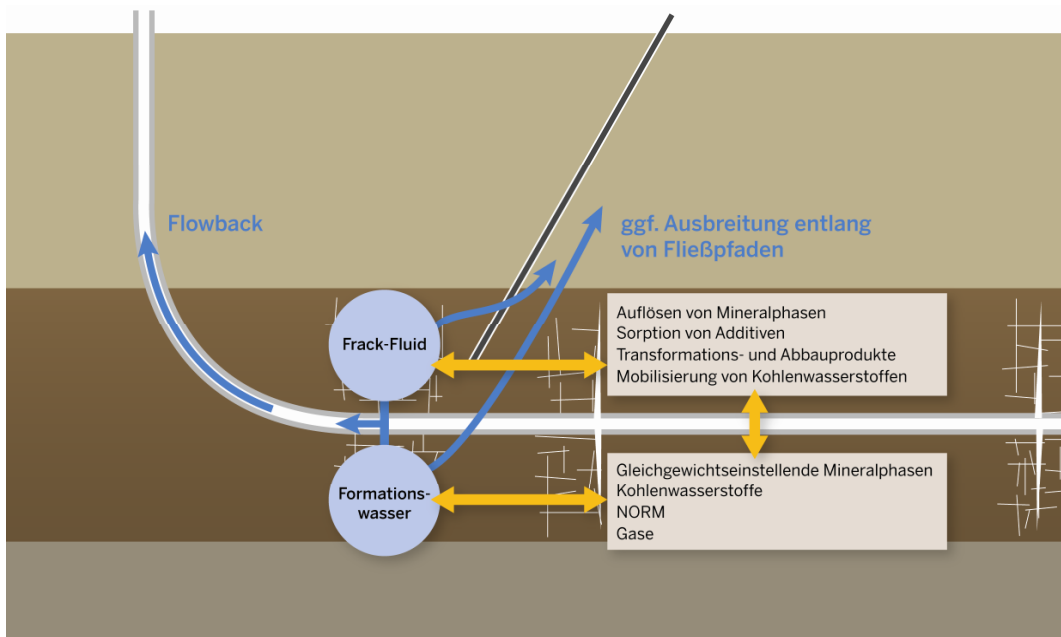 Flowback
ggf. Ausbreitung entlang
von Fließpfaden
Frack-Fluid
Auflösen von Mineralphasen
Sorption von Additiven
Transformations- und Abbauprodukte
Mobilisierung von Kohlenwasserstoffen
Formations-
wasser
Gleichgewichtseinstellende Mineralphasen
Kohlenwasserstoffe
NORM
Gase